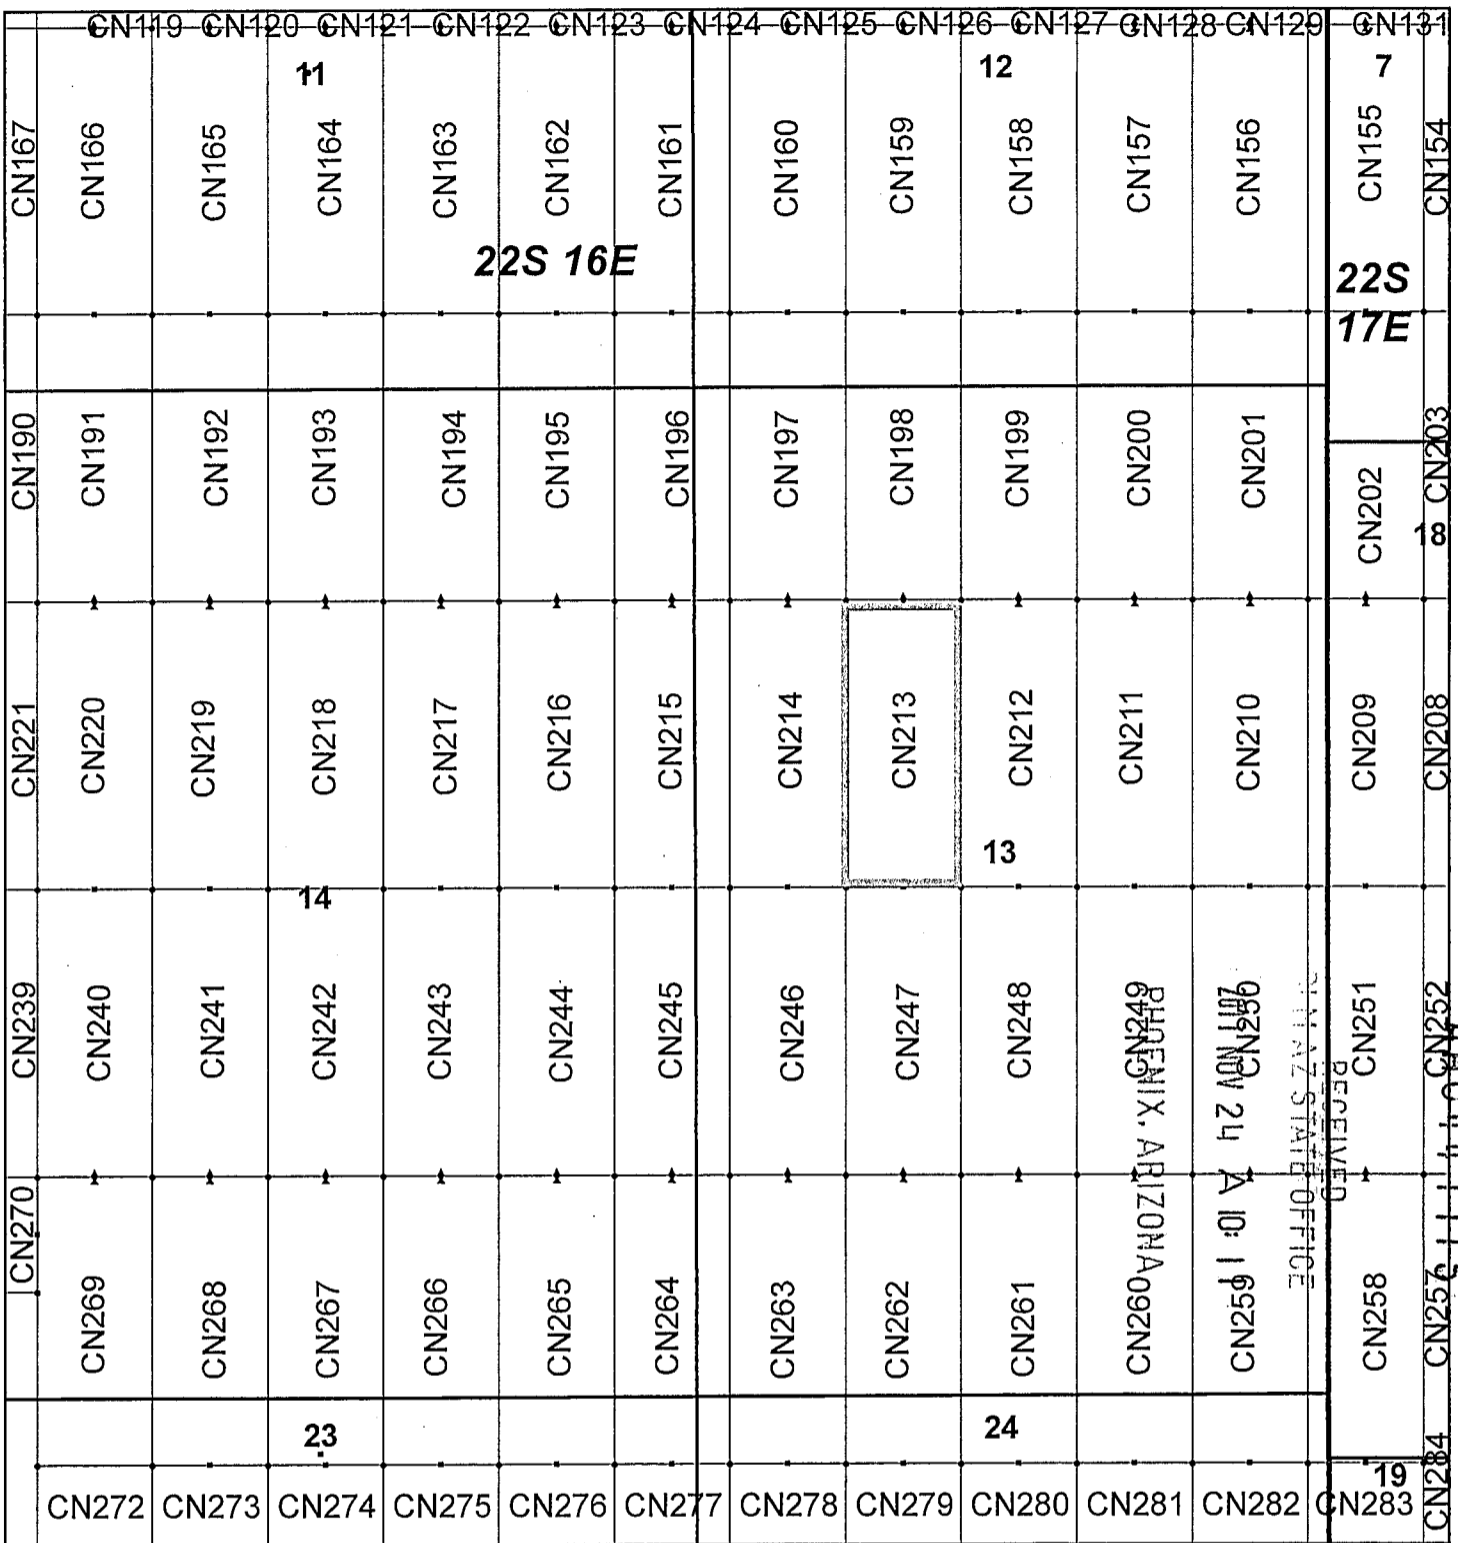 CN119 CN120 CN121 CN122 CN123 CN124 CN125 CN126 CN127 CN128 CN129 CN131
11 12 7
CN167 CN166 CN165 CN164 CN163 CN162 CN161 CN160 CN159 CN158 CN157 CN156 CN155 CN154
22S 16E
22S
17E
CN190 CN191 CN192 CN193 CN194 CN195 CN196 CN197 CN198 CN199 CN200 CN201 CN202 CN203
18
CN221 CN220 CN219 CN218 CN217 CN216 CN215 CN214 CN213 CN212 CN211 CN210 CN209 CN208
13
14
CN239 CN240 CN241 CN242 CN243 CN244 CN245 CN246 CN247 CN248 CN249 CN250 CN251 CN252
RECEIVED
AZ STATE OFFICE
NOV 24 A 10:
PHOENIX, ARIZONA
CN270 CN269 CN268 CN267 CN266 CN265 CN264 CN263 CN262 CN261 CN260 CN259 CN258 CN257
23 24
19
CN272 CN273 CN274 CN275 CN276 CN277 CN278 CN279 CN280 CN281 CN282 CN283 CN284